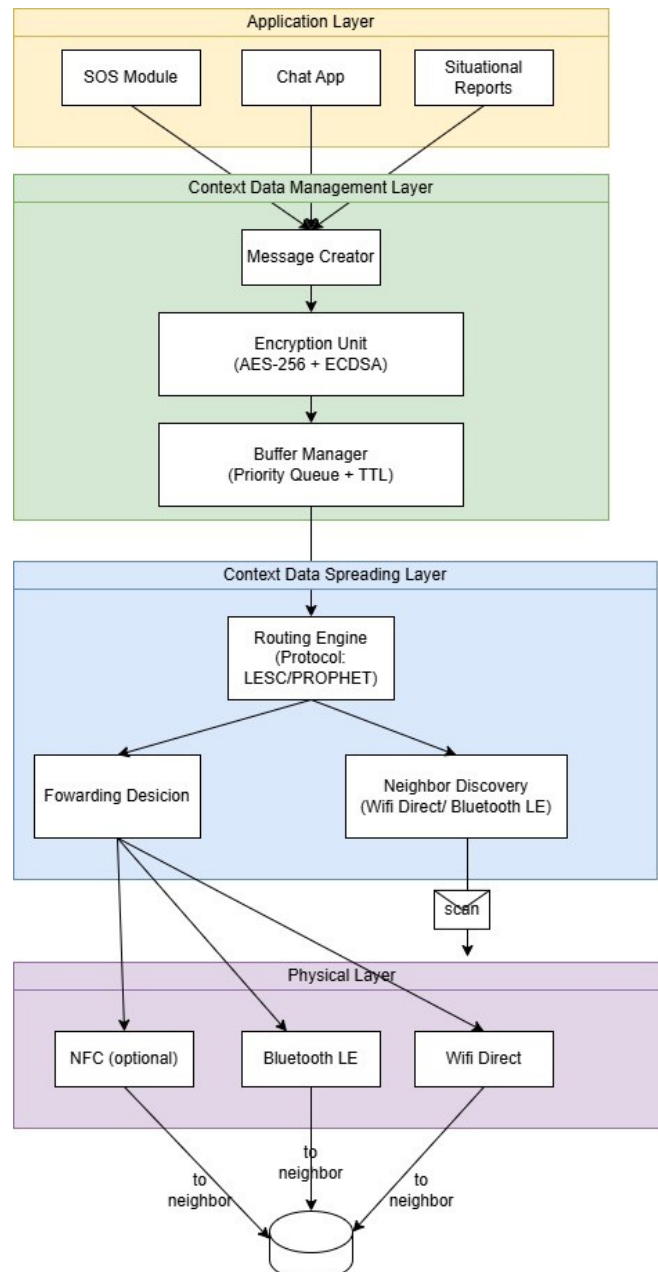 Application Layer
SOS Module
Chat App
Situational
Reports
Context Data Management Layer
Message Creator
Encryption Unit
(AES-256 + ECDSA)
Buffer Manager
(Priority Queue + TTL)
Context Data Spreading Layer
Routing Engine
(Protocol:
LESC/PROPHET)
Fowarding Desicion
Neighbor Discovery
(Wifi Direct/ Bluetooth LE)
scan
Physical Layer
NFC (optional)
Bluetooth LE
Wifi Direct
to
neighbor
to
neighbor
to
neighbor